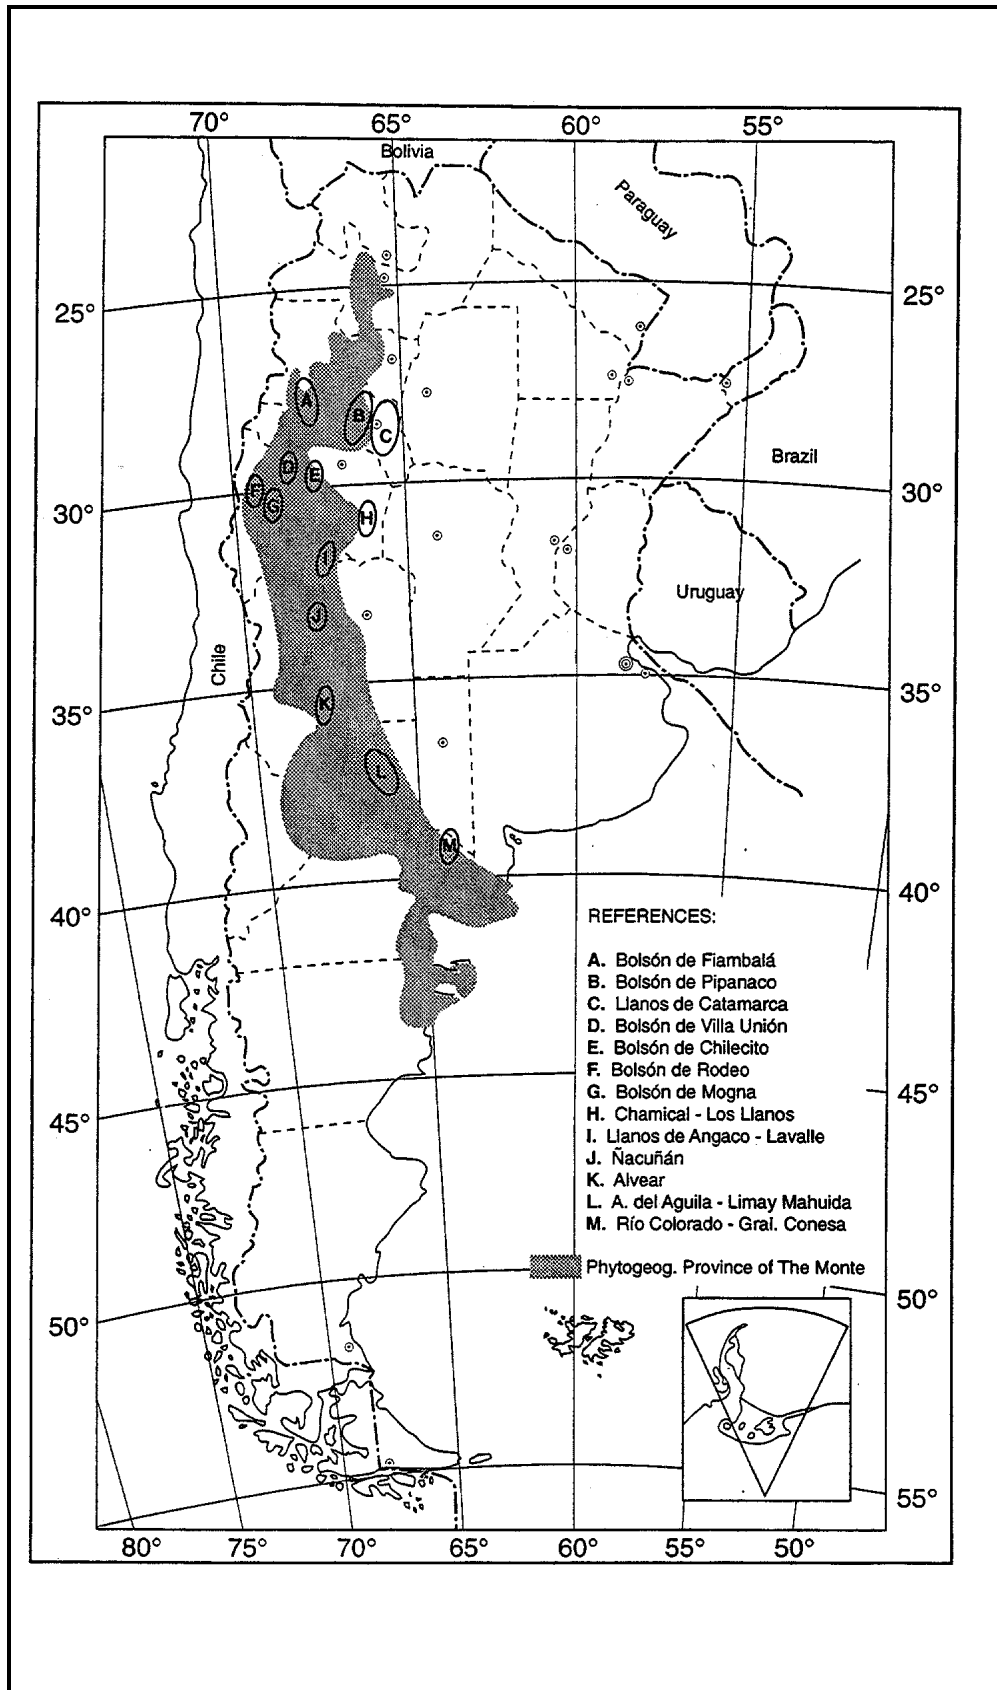 70° 65° 60° 55°
Bolivia
Paraguay
25° 25°
A
B
C
Brazil
D
E
F
G
30° 30°
H
I
Uruguay
J
Chile
K
35° 35°
L
M
40° 40°
REFERENCES:
A. Bolsón de Fiambalá
B. Bolsón de Pipanaco
C. Llanos de Catamarca
D. Bolsón de Villa Unión
E. Bolsón de Chilecito
F. Bolsón de Rodeo
G. Bolsón de Mogna
H. Chamical - Los Llanos
I. Llanos de Angaco - Lavalle
J. Ñacuñán
K. Alvear
L. A. del Aguila - Limay Mahuida
M. Río Colorado - Gral. Conesa
45° 45°
Phytogeog. Province of The Monte
50° 50°
55°
80° 75° 70° 65° 60° 55° 50°